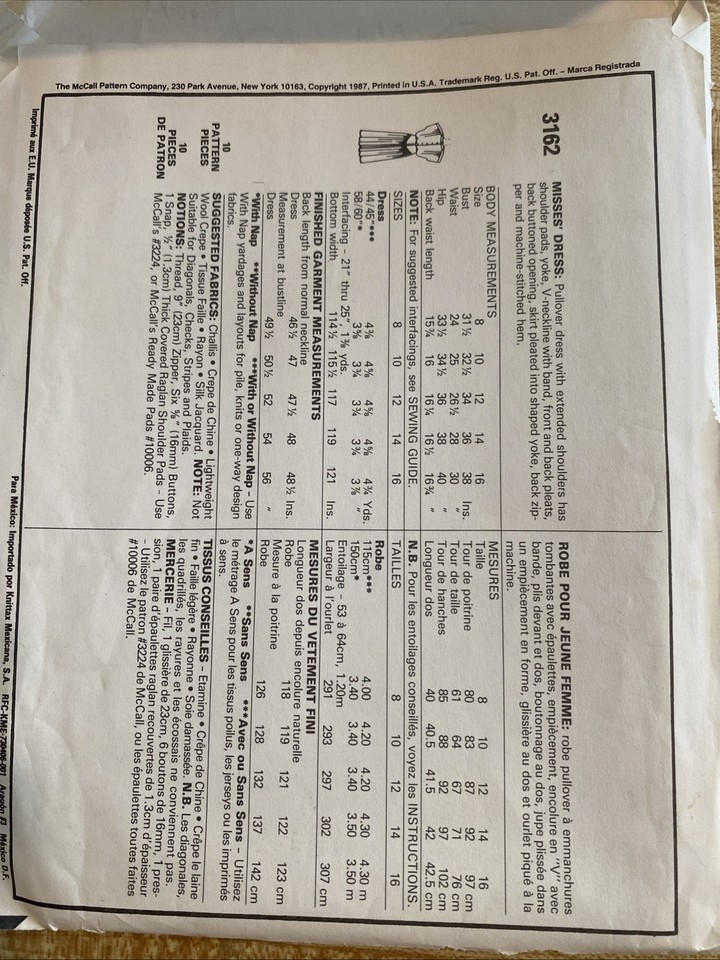 The McCall Pattern Company, 230 Park Avenue, New York 10163, Copyright 1987, Printed in U.S.A. Trademark Reg. U.S. Pat. Off. – Marca Registrada
3162
MISSES' DRESS: Pullover dress with extended shoulders has
shoulder pads, yoke, V-neckline with band, front and back pleats,
back buttoned opening, skirt pleated into shaped yoke, back zip-
per and machine-stitched hem.
BODY MEASUREMENTS
Size 8 10 12 14 16
Bust 31½ 32½ 34 36 38 Ins.
Waist 24 25 26½ 28 30 "
Hip 33½ 34½ 36 38 40 "
Back waist length 15¾ 16 16¼ 16½ 16¾ "
NOTE: For suggested interfacings, see SEWING GUIDE.
SIZES 8 10 12 14 16
Dress
44/45"*** 4⅜ 4⅝ 4⅝ 4⅝ 4¾ Yds.
58/60"* 3⅝ 3¾ 3¾ 3¾ 3⅞ "
Interfacing – 21" thru 25", 1⅜ yds.
Bottom width 114½ 115½ 117 119 121 Ins.
FINISHED GARMENT MEASUREMENTS
Back length from normal neckline
Dress 46½ 47 47½ 48 48½ Ins.
Measurement at bustline
Dress 49½ 50½ 52 54 56 "
*With Nap **Without Nap ***With or Without Nap – Use
With Nap yardages and layouts for pile, knits or one-way design
fabrics.
10
PATTERN
PIECES
10
PIECES
DE PATRON
SUGGESTED FABRICS: Challis • Crepe de Chine • Lightweight
Wool Crepe • Tissue Faille • Rayon • Silk Jacquard. NOTE: Not
Suitable for Diagonals, Checks, Stripes and Plaids.
NOTIONS: Thread, 9" (23cm) Zipper, Six ⅝" (16mm) Buttons,
1 Snap, ½" (1.3cm) Thick Covered Raglan Shoulder Pads – Use
McCall's #3224, or McCall's Ready Made Pads #10006.
ROBE POUR JEUNE FEMME: robe pullover à emmanchures
tombantes avec épaulettes, empiècement, encolure en "V" avec
bande, plis devant et dos, boutonnage au dos, jupe plissée dans
un empiècement en forme, glissière au dos et ourlet piqué à la
machine.
MESURES
Taille 8 10 12 14 16
Tour de poitrine 80 83 87 92 97 cm
Tour de taille 61 64 67 71 76 cm
Tour de hanches 85 88 92 97 102 cm
Longueur dos 40 40.5 41.5 42 42.5 cm
N.B. Pour les entoilages conseillés, voyez les INSTRUCTIONS.
TAILLES 8 10 12 14 16
Robe
115cm*** 4.00 4.20 4.20 4.30 4.30 m
150cm* 3.40 3.40 3.40 3.50 3.50 m
Entoilage – 53 à 64cm, 1.20m
Largeur à l'ourlet 291 293 297 302 307 cm
MESURES DU VETEMENT FINI
Longueur dos depuis encolure naturelle
Robe 118 119 121 122 123 cm
Mesure à la poitrine
Robe 126 128 132 137 142 cm
*A Sens **Sans Sens ***Avec ou Sans Sens – Utilisez
le métrage A Sens pour les tissus poilus, les jerseys ou les imprimés
à sens.
TISSUS CONSEILLES – Etamine • Crêpe de Chine • Crêpe de laine
fin • Faille légère • Rayonne • Soie damassée. N.B. Les diagonales,
les quadrillés, les rayures et les écossais ne conviennent pas.
MERCERIE – Fil, 1 glissière de 23cm, 6 boutons de 16mm, 1 pres-
sion, 1 paire d'épaulettes raglan recouvertes de 1.3cm d'épaisseur
– Utilisez le patron #3224 de McCall, ou les épaulettes toutes faites
#10006 de McCall.
Imprimé aux E.U. Marque déposée U.S. Pat. Off.
Para México: Importado por Knittax Mexicana, S.A. Aragón #3 México D.F.